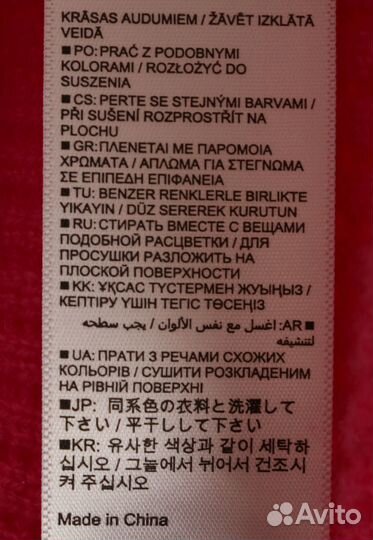 KRĀSAS AUDUMIEM / ŽĀVĒT IZKLĀTĀ
VEIDĀ
■ PO: PRAĆ Z PODOBNYMI
KOLORAMI / ROZŁOŻYĆ DO
SUSZENIA
■ CS: PERTE SE STEJNÝMI BARVAMI /
PŘI SUŠENÍ ROZPROSTŘÍT NA
PLOCHU
■ GR: ΠΛΕΝΕΤΑΙ ΜΕ ΠΑΡΟΜΟΙΑ
ΧΡΩΜΑΤΑ / ΑΠΛΩΜΑ ΓΙΑ ΣΤΕΓΝΩΜΑ
ΣΕ ΕΠΙΠΕΔΗ ΕΠΙΦΑΝΕΙΑ
■ TU: BENZER RENKLERLE BIRLIKTE
YIKAYIN / DÜZ SEREREK KURUTUN
■ RU: СТИРАТЬ ВМЕСТЕ С ВЕЩАМИ
ПОДОБНОЙ РАСЦВЕТКИ / ДЛЯ
ПРОСУШКИ РАЗЛОЖИТЬ НА
ПЛОСКОЙ ПОВЕРХНОСТИ
■ KK: ҰҚСАС ТҮСТЕРМЕН ЖУЫҢЫЗ /
КЕПТІРУ ҮШІН ТЕГІС ТӨСЕҢІЗ
■ AR: اغسل مع نفس الألوان / يجب سطحه
لتنشيفه
■ UA: ПРАТИ З РЕЧАМИ СХОЖИХ
КОЛЬОРІВ / СУШИТИ РОЗКЛАДЕНИМ
НА РІВНІЙ ПОВЕРХНІ
■ JP: 同系色の衣料と洗濯して
下さい / 平干しして下さい
■ KR: 유사한 색상과 같이 세탁하
십시오 / 그늘에서 뉘어서 건조시
켜 주십시오
Made in China
Avito